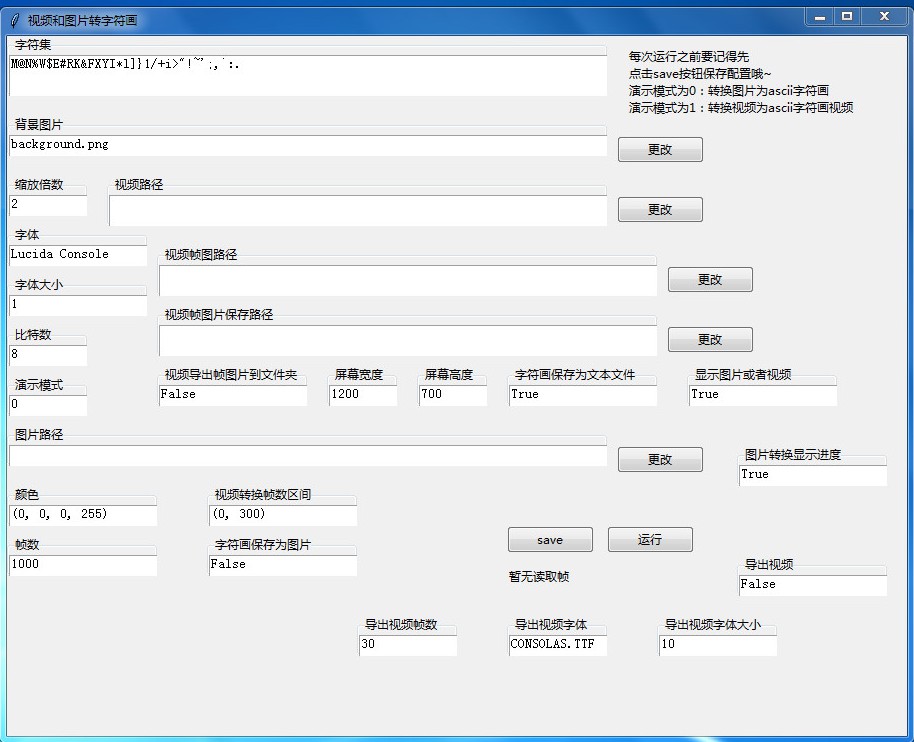 视频和图片转字符画
字符集
M@N%W$E#RK&FXYI*l]}1/+i>"!~';,`:.
每次运行之前要记得先
点击save按钮保存配置哦~
演示模式为0：转换图片为ascii字符画
演示模式为1：转换视频为ascii字符画视频
背景图片
background.png
更改
缩放倍数
2
视频路径
更改
字体
Lucida Console
视频帧图路径
更改
字体大小
1
视频帧图片保存路径
更改
比特数
8
演示模式
0
视频导出帧图片到文件夹
False
屏幕宽度
1200
屏幕高度
700
字符画保存为文本文件
True
显示图片或者视频
True
图片路径
更改
图片转换显示进度
True
颜色
(0, 0, 0, 255)
视频转换帧数区间
(0, 300)
save
运行
帧数
1000
字符画保存为图片
False
暂无读取帧
导出视频
False
导出视频帧数
30
导出视频字体
CONSOLAS.TTF
导出视频字体大小
10